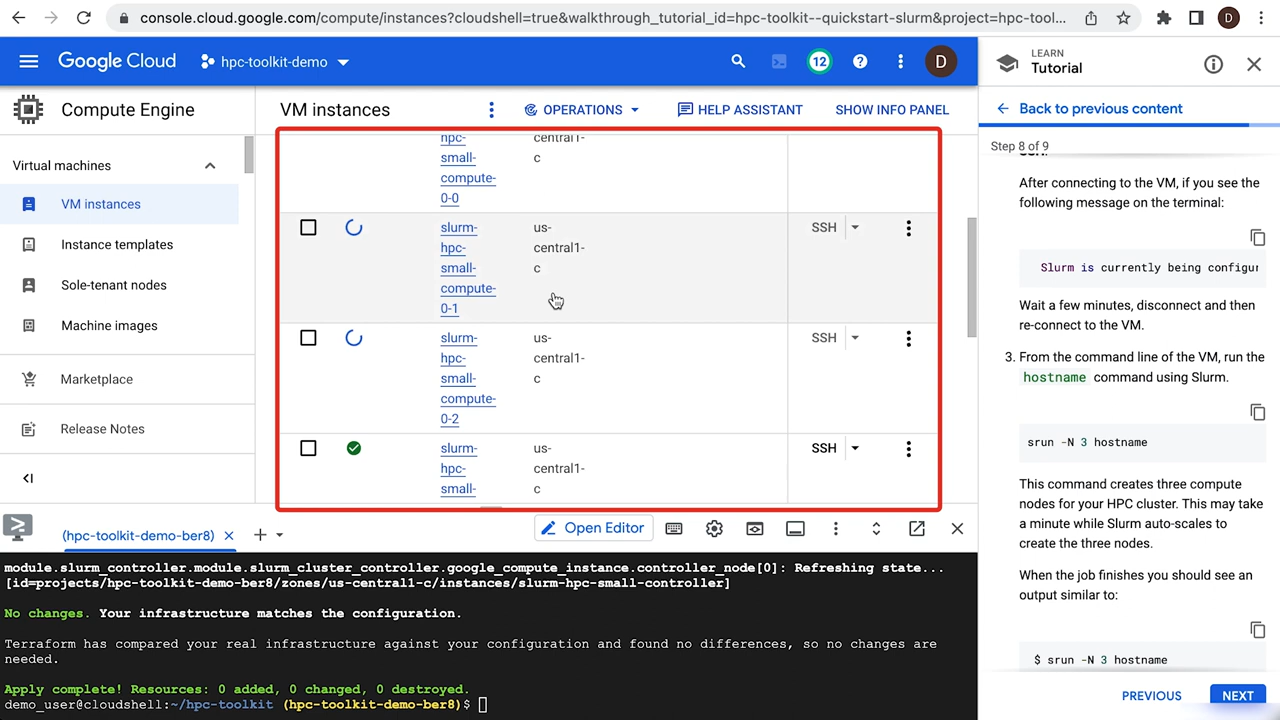 console.cloud.google.com/compute/instances?cloudshell=true&walkthrough_tutorial_id=hpc-toolkit--quickstart-slurm&project=hpc-tool...
D
Google Cloud
hpc-toolkit-demo
12
D
LEARN
Tutorial
Compute Engine
VM instances
OPERATIONS
HELP ASSISTANT
SHOW INFO PANEL
Back to previous content
Step 8 of 9
Virtual machines
VM instances
Instance templates
Sole-tenant nodes
Machine images
Marketplace
Release Notes
hpc-
small-
compute-
0-0
central1-
c
slurm-
hpc-
small-
compute-
0-1
us-
central1-
c
SSH
slurm-
hpc-
small-
compute-
0-2
us-
central1-
c
SSH
slurm-
hpc-
small-
us-
central1-
c
SSH
After connecting to the VM, if you see the
following message on the terminal:
Slurm is currently being configur
Wait a few minutes, disconnect and then
re-connect to the VM.
3. From the command line of the VM, run the
hostname command using Slurm.
srun -N 3 hostname
This command creates three compute
nodes for your HPC cluster. This may take
a minute while Slurm auto-scales to
create the three nodes.
When the job finishes you should see an
output similar to:
$ srun -N 3 hostname
PREVIOUS
NEXT
(hpc-toolkit-demo-ber8)
Open Editor
module.slurm_controller.module.slurm_cluster_controller.google_compute_instance.controller_node[0]: Refreshing state...
[id=projects/hpc-toolkit-demo-ber8/zones/us-central1-c/instances/slurm-hpc-small-controller]
No changes. Your infrastructure matches the configuration.
Terraform has compared your real infrastructure against your configuration and found no differences, so no changes are
needed.
Apply complete! Resources: 0 added, 0 changed, 0 destroyed.
demo_user@cloudshell:~/hpc-toolkit (hpc-toolkit-demo-ber8)$